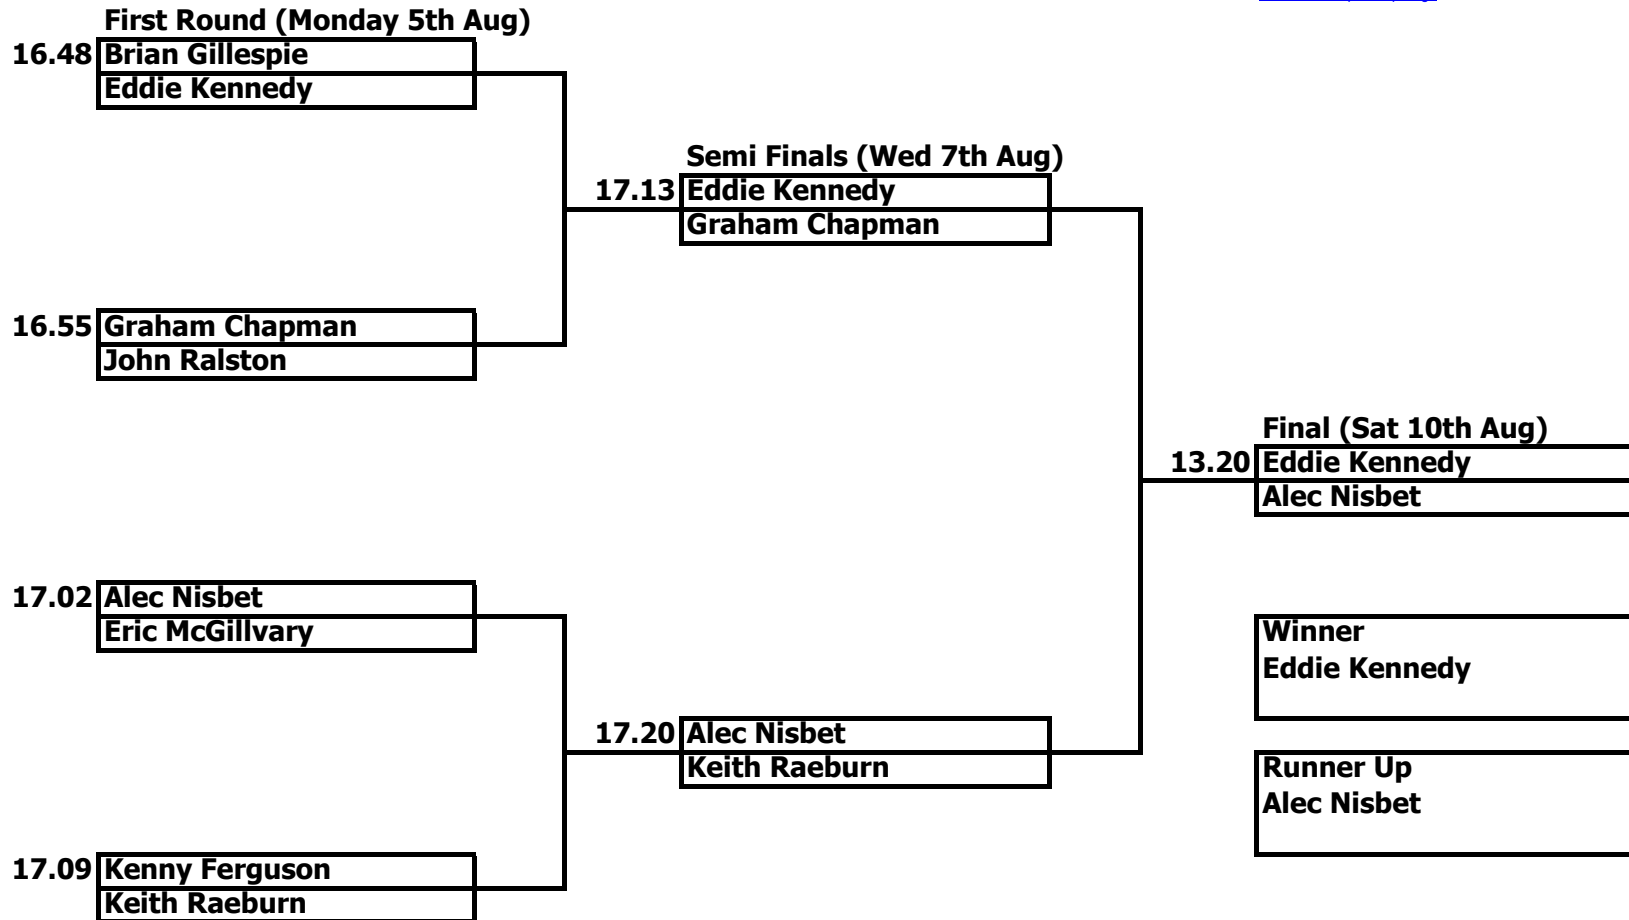 First Round (Monday 5th Aug)
16.48 Brian Gillespie
Eddie Kennedy
Semi Finals (Wed 7th Aug)
17.13 Eddie Kennedy
Graham Chapman
16.55 Graham Chapman
John Ralston
Final (Sat 10th Aug)
13.20 Eddie Kennedy
Alec Nisbet
17.02 Alec Nisbet
Eric McGillvary
Winner
Eddie Kennedy
17.20 Alec Nisbet
Keith Raeburn
Runner Up
Alec Nisbet
17.09 Kenny Ferguson
Keith Raeburn